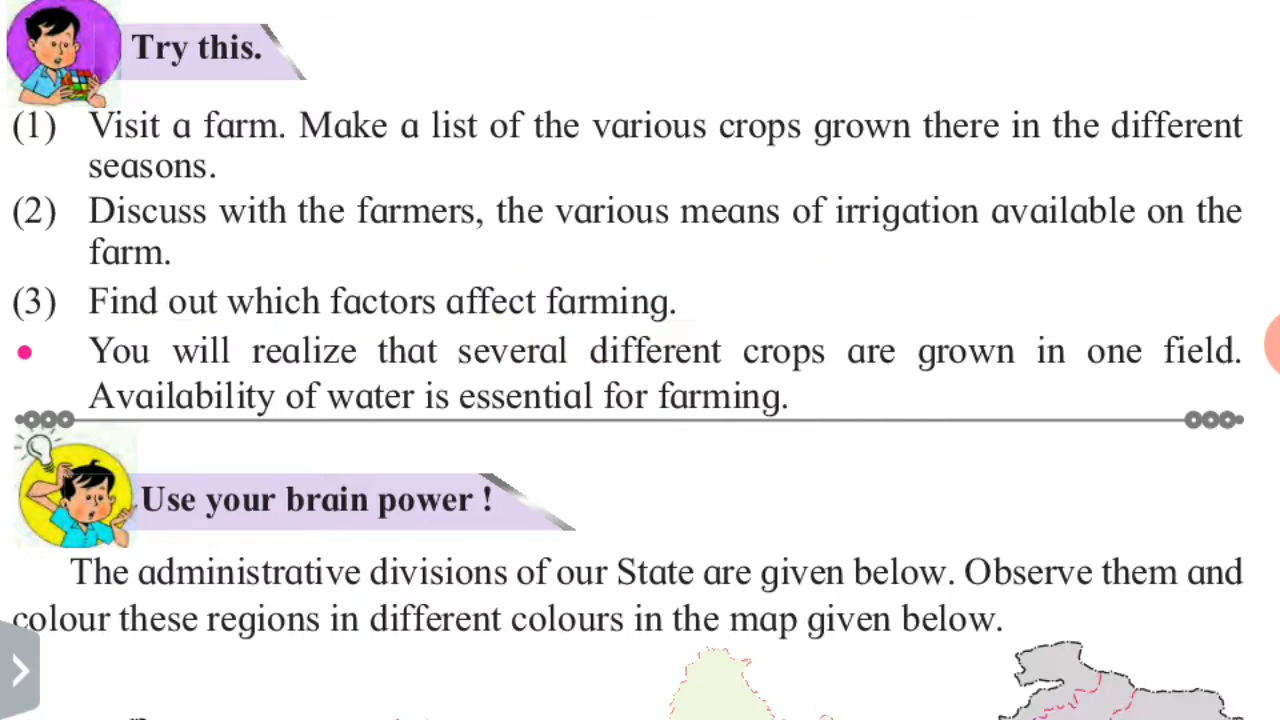 Try this.
(1) Visit a farm. Make a list of the various crops grown there in the different
seasons.
(2) Discuss with the farmers, the various means of irrigation available on the
farm.
(3) Find out which factors affect farming.
• You will realize that several different crops are grown in one field.
Availability of water is essential for farming.
Use your brain power !
The administrative divisions of our State are given below. Observe them and
colour these regions in different colours in the map given below.